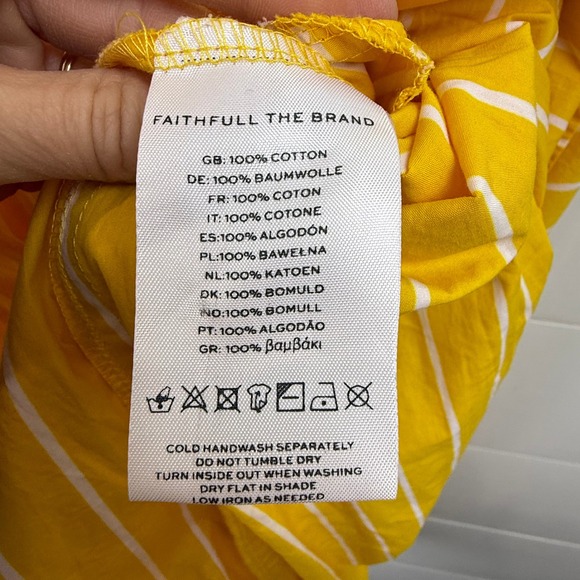 FAITHFULL THE BRAND
GB: 100% COTTON
DE: 100% BAUMWOLLE
FR: 100% COTON
IT: 100% COTONE
ES:100% ALGODÓN
PL:100% BAWEŁNA
NL:100% KATOEN
DK: 100% BOMULD
NO:100% BOMULL
PT: 100% ALGODÃO
GR: 100% βαμβάκι
COLD HANDWASH SEPARATELY
DO NOT TUMBLE DRY
TURN INSIDE OUT WHEN WASHING
DRY FLAT IN SHADE
LOW IRON AS NEEDED